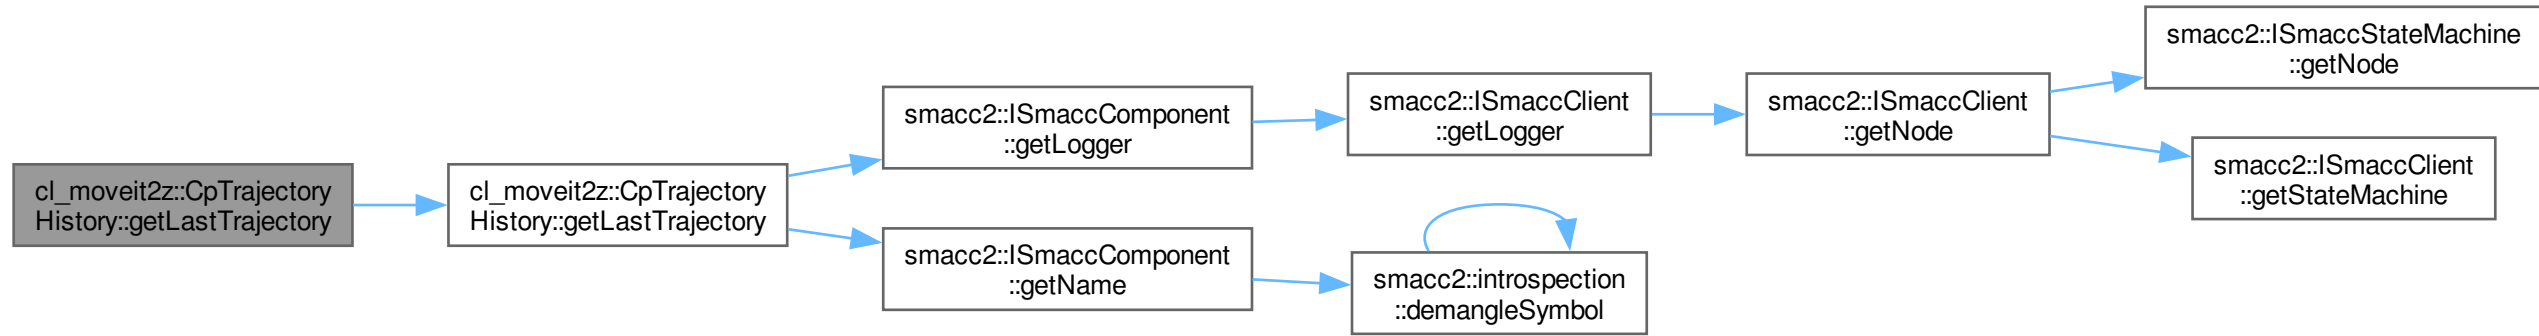 cl_moveit2z::CpTrajectory
History::getLastTrajectory
cl_moveit2z::CpTrajectory
History::getLastTrajectory
smacc2::ISmaccComponent
::getLogger
smacc2::ISmaccClient
::getLogger
smacc2::ISmaccClient
::getNode
smacc2::ISmaccStateMachine
::getNode
smacc2::ISmaccClient
::getStateMachine
smacc2::ISmaccComponent
::getName
smacc2::introspection
::demangleSymbol